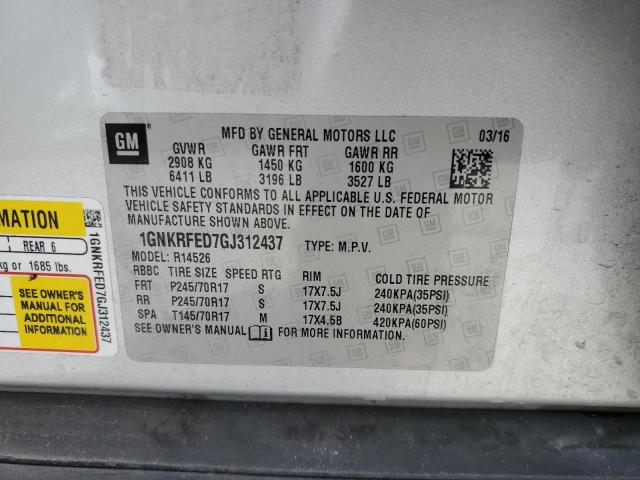 GM
MFD BY GENERAL MOTORS LLC 03/16
GVWR GAWR FRT GAWR RR
2908 KG 1450 KG 1600 KG
6411 LB 3196 LB 3527 LB
THIS VEHICLE CONFORMS TO ALL APPLICABLE U.S. FEDERAL MOTOR
VEHICLE SAFETY STANDARDS IN EFFECT ON THE DATE OF
MANUFACTURE SHOWN ABOVE.
1GNKRFED7GJ312437 TYPE: M.P.V.
MODEL: R14526
RBBC TIRE SIZE SPEED RTG RIM COLD TIRE PRESSURE
FRT P245/70R17 S 17X7.5J 240KPA(35PSI)
RR P245/70R17 S 17X7.5J 240KPA(35PSI)
SPA T145/70R17 M 17X4.5B 420KPA(60PSI)
SEE OWNER'S MANUAL FOR MORE INFORMATION.
REAR 6
kg or 1685 lbs.
SEE OWNER'S
MANUAL FOR
ADDITIONAL
INFORMATION
1GNKRFED7GJ312437